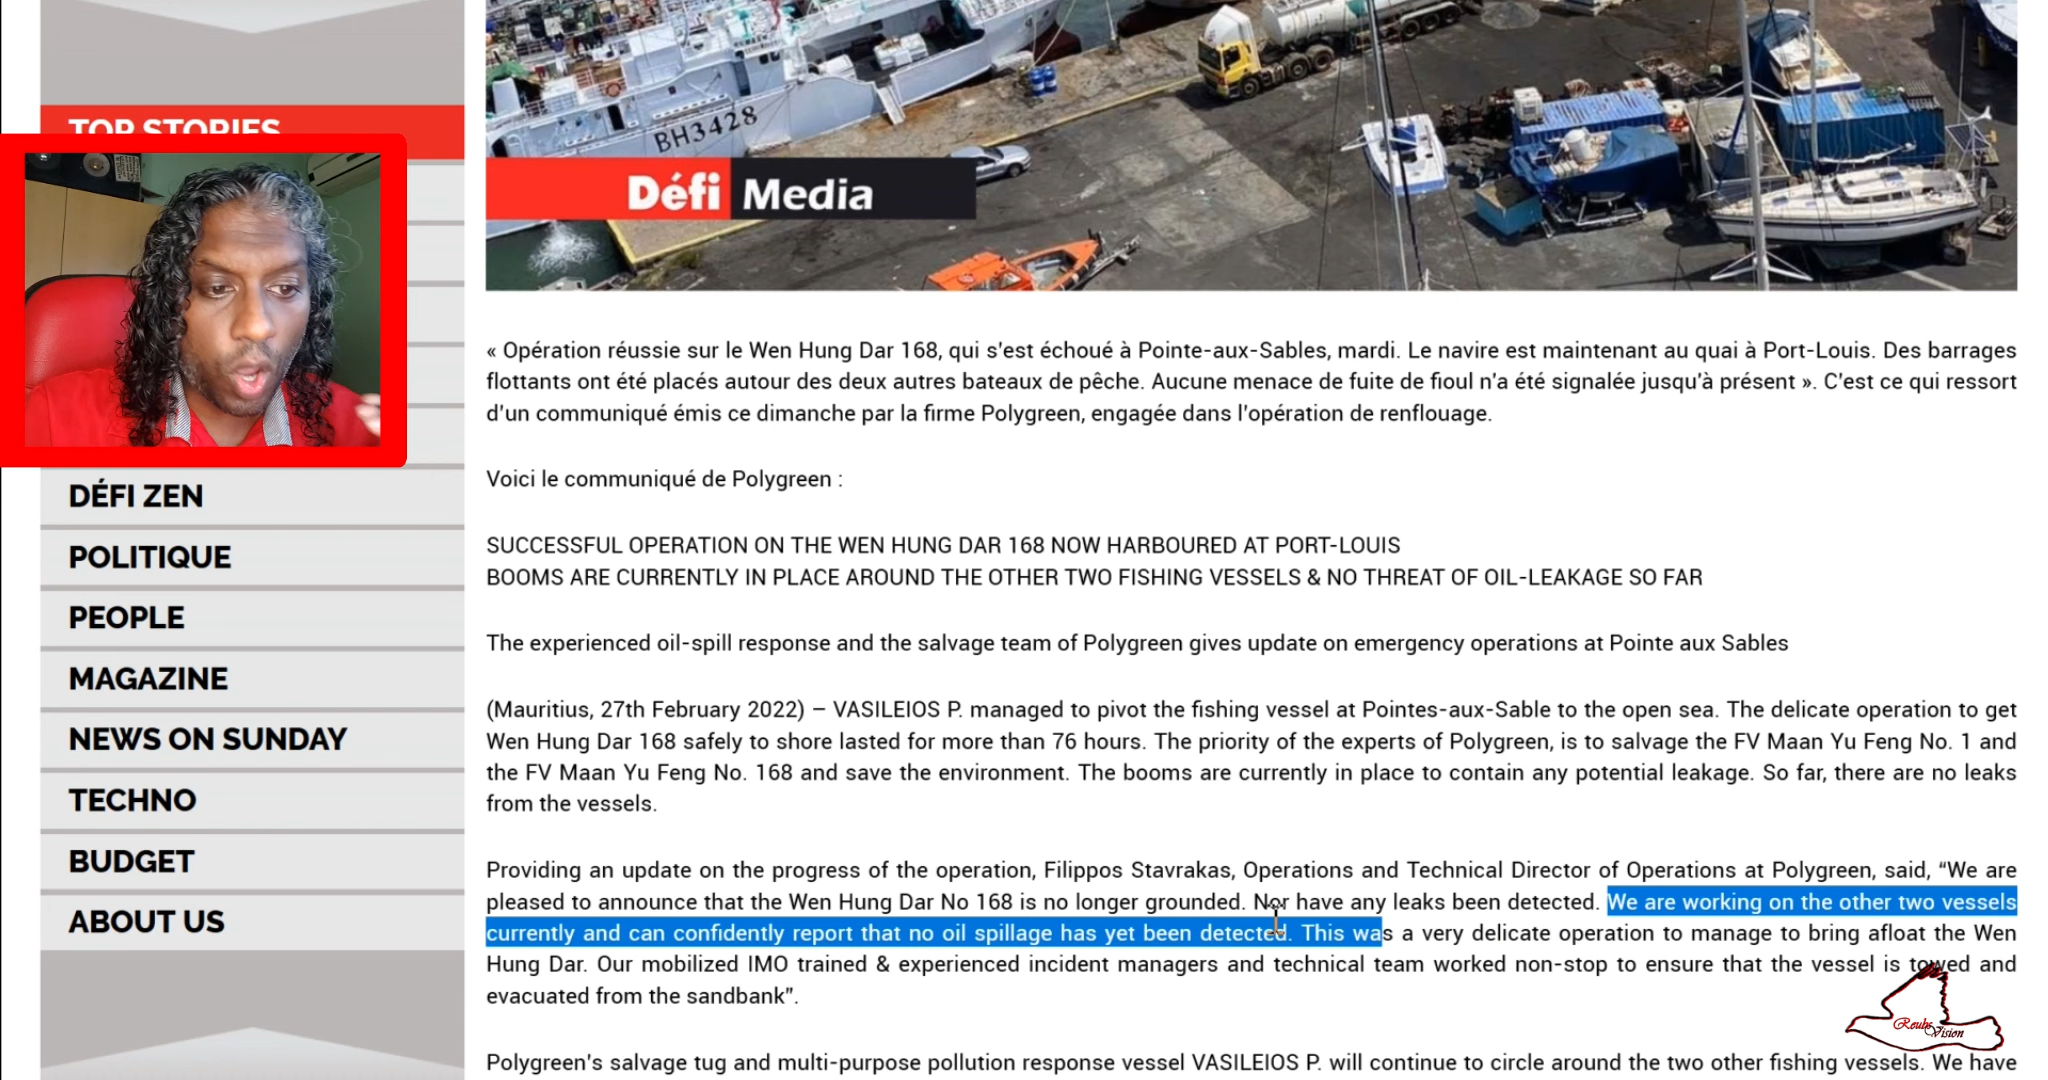 TOP STORIES
DÉFI ZEN
POLITIQUE
PEOPLE
MAGAZINE
NEWS ON SUNDAY
TECHNO
BUDGET
ABOUT US
BH3428
Défi Media
« Opération réussie sur le Wen Hung Dar 168, qui s'est échoué à Pointe-aux-Sables, mardi. Le navire est maintenant au quai à Port-Louis. Des barrages
flottants ont été placés autour des deux autres bateaux de pêche. Aucune menace de fuite de fioul n'a été signalée jusqu'à présent ». C'est ce qui ressort
d'un communiqué émis ce dimanche par la firme Polygreen, engagée dans l'opération de renflouage.
Voici le communiqué de Polygreen :
SUCCESSFUL OPERATION ON THE WEN HUNG DAR 168 NOW HARBOURED AT PORT-LOUIS
BOOMS ARE CURRENTLY IN PLACE AROUND THE OTHER TWO FISHING VESSELS & NO THREAT OF OIL-LEAKAGE SO FAR
The experienced oil-spill response and the salvage team of Polygreen gives update on emergency operations at Pointe aux Sables
(Mauritius, 27th February 2022) – VASILEIOS P. managed to pivot the fishing vessel at Pointes-aux-Sable to the open sea. The delicate operation to get
Wen Hung Dar 168 safely to shore lasted for more than 76 hours. The priority of the experts of Polygreen, is to salvage the FV Maan Yu Feng No. 1 and
the FV Maan Yu Feng No. 168 and save the environment. The booms are currently in place to contain any potential leakage. So far, there are no leaks
from the vessels.
Providing an update on the progress of the operation, Filippos Stavrakas, Operations and Technical Director of Operations at Polygreen, said, “We are
pleased to announce that the Wen Hung Dar No 168 is no longer grounded. Nor have any leaks been detected. We are working on the other two vessels
currently and can confidently report that no oil spillage has yet been detected. This was a very delicate operation to manage to bring afloat the Wen
Hung Dar. Our mobilized IMO trained & experienced incident managers and technical team worked non-stop to ensure that the vessel is towed and
evacuated from the sandbank”.
Polygreen's salvage tug and multi-purpose pollution response vessel VASILEIOS P. will continue to circle around the two other fishing vessels. We have
Reubs Vision